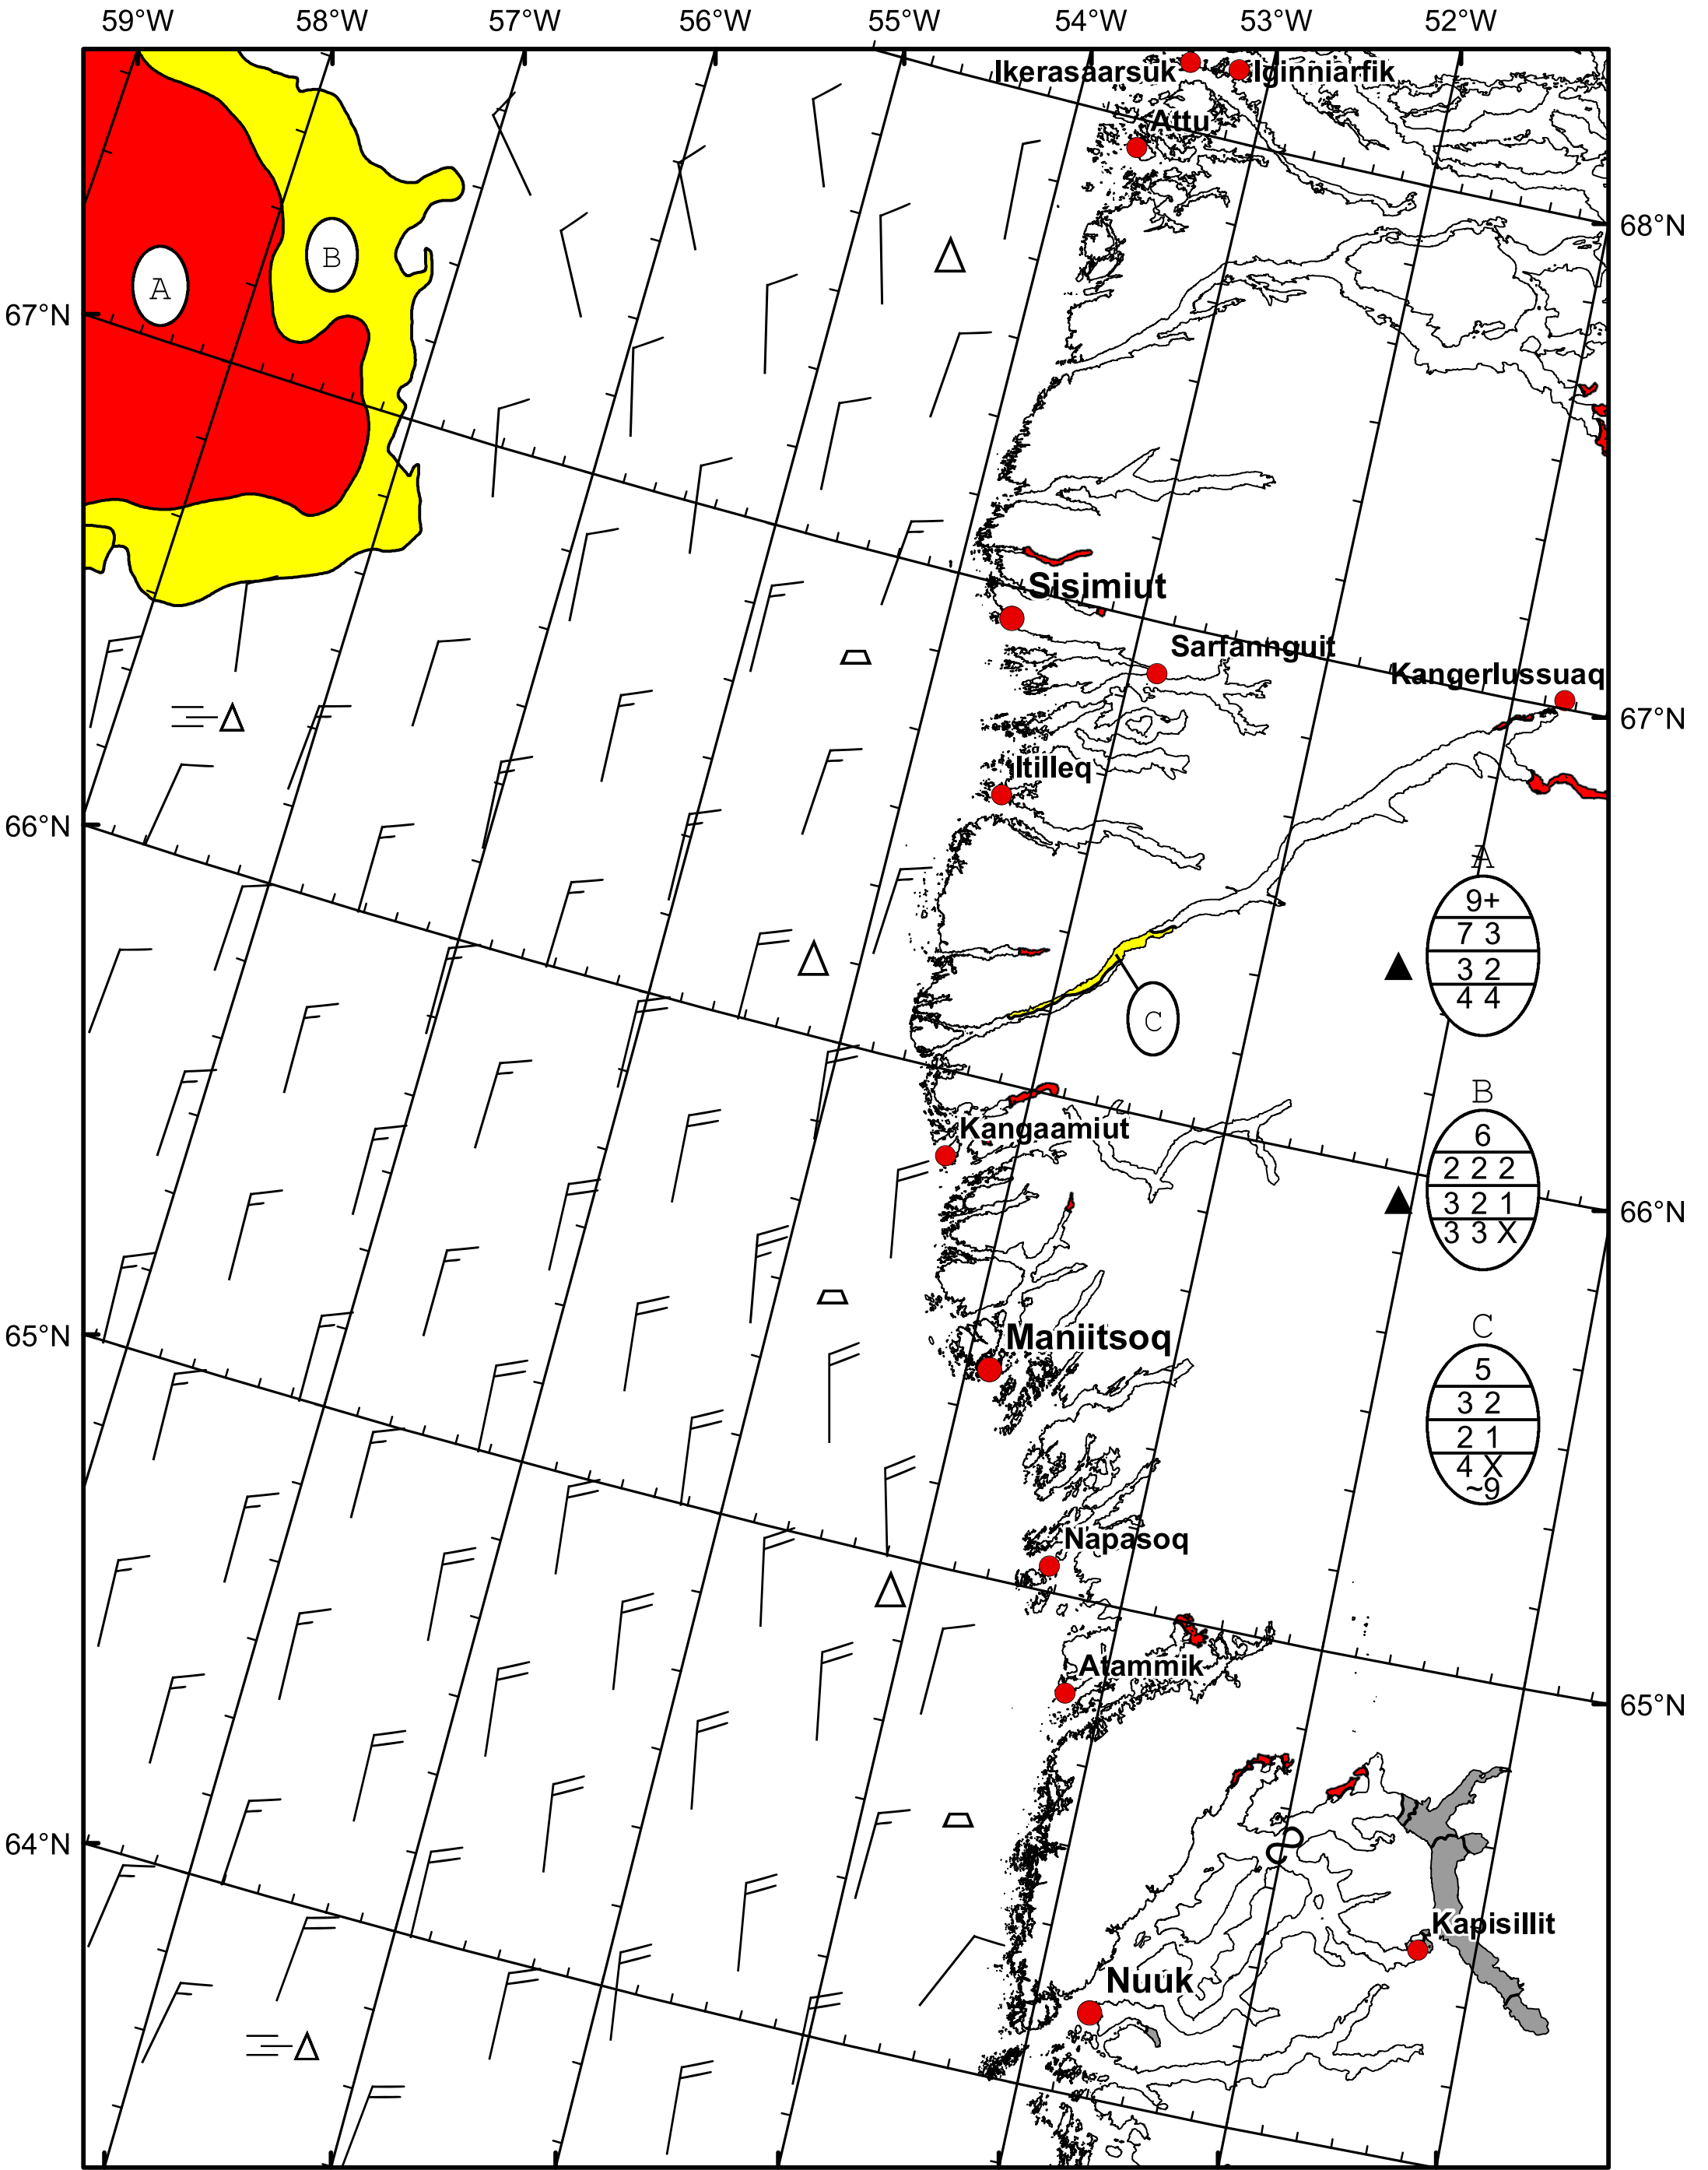 59°W 58°W 57°W 56°W 55°W 54°W 53°W 52°W
Ikerasaarsuk Iginniarfik
Attu
68°N
B
A
67°N
Sisimiut
Sarfannguit
Kangerlussuaq
67°N
Itilleq
66°N
A
9+
7 3
3 2
4 4
C
B
Kangaamiut
6
2 2 2
3 2 1
3 3 X
66°N
65°N
C
Maniitsoq
5
3 2
2 1
4 X
~9
Napasoq
Atammik
65°N
64°N
Kapisillit
Nuuk